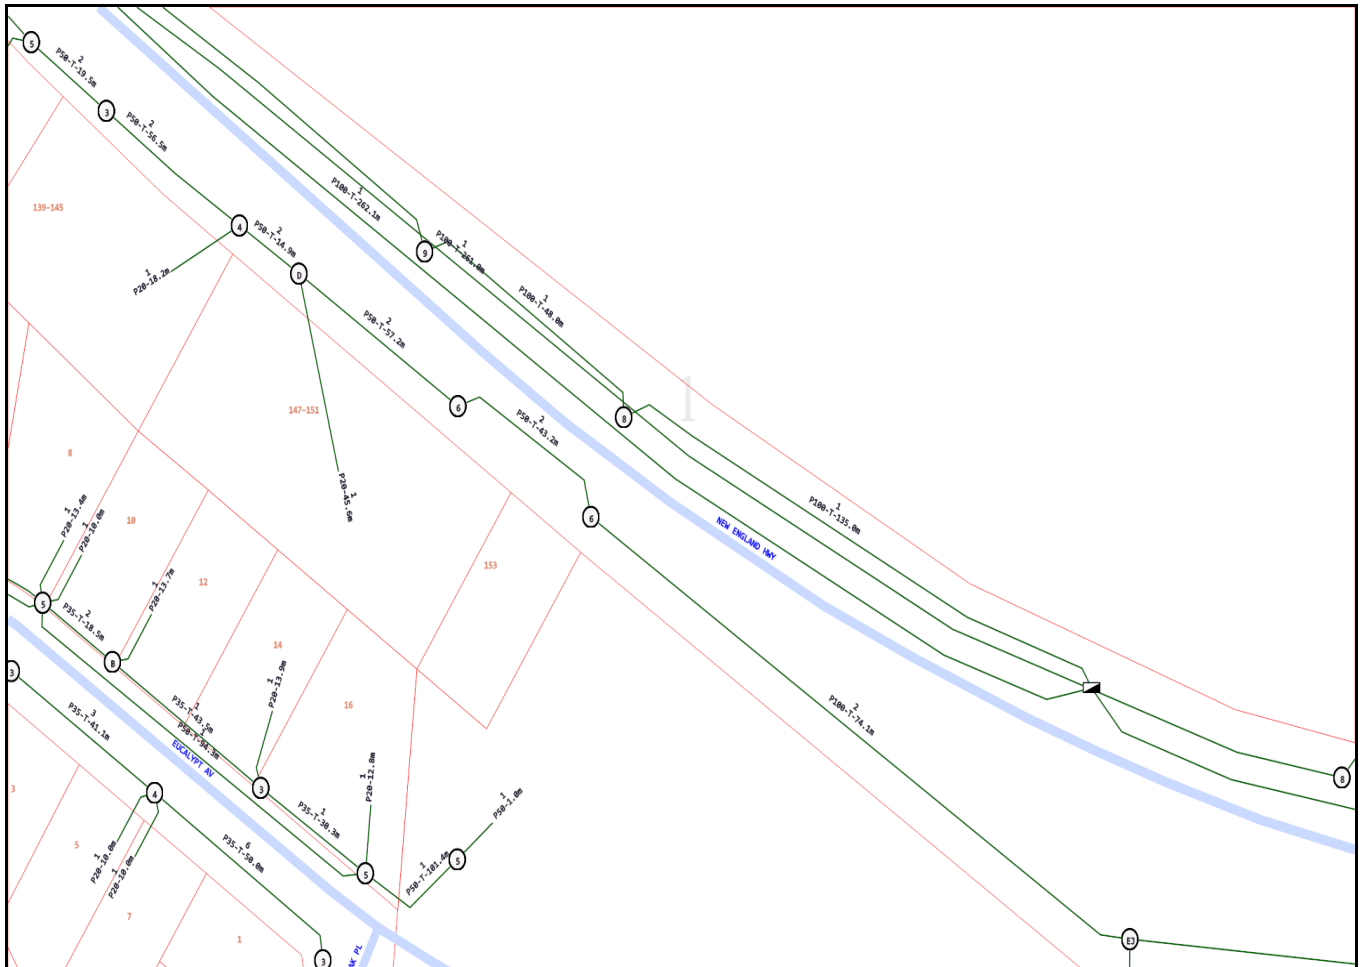 5
2
P50-T-19.5m
3
2
P50-T-56.5m
139-145
1
P100-T-262.1m
4
2
P50-T-14.9m
9
1
P100-T-261.0m
D
1
P20-18.2m
1
P100-T-48.0m
2
P50-T-57.2m
1
147-151
6
8
2
P50-T-43.2m
8
1
P20-45.6m
1
P20-13.4m
1
P20-10.0m
10
6
1
P100-T-135.0m
NEW ENGLAND HWY
153
12
1
P20-13.7m
5
2
P35-T-18.5m
14
B
3
1
P20-13.9m
16
1
P35-T-43.5m
1
P50-T-94.3m
3
P35-T-41.1m
2
P100-T-74.1m
EUCALYPT AV
1
P20-12.8m
8
3
3
4
1
P50-1.0m
1
P35-T-30.3m
5
6
P35-T-50.0m
1
P20-10.0m
1
P20-10.0m
5
1
P50-T-101.4m
5
7
1
EJ
AK PL
3